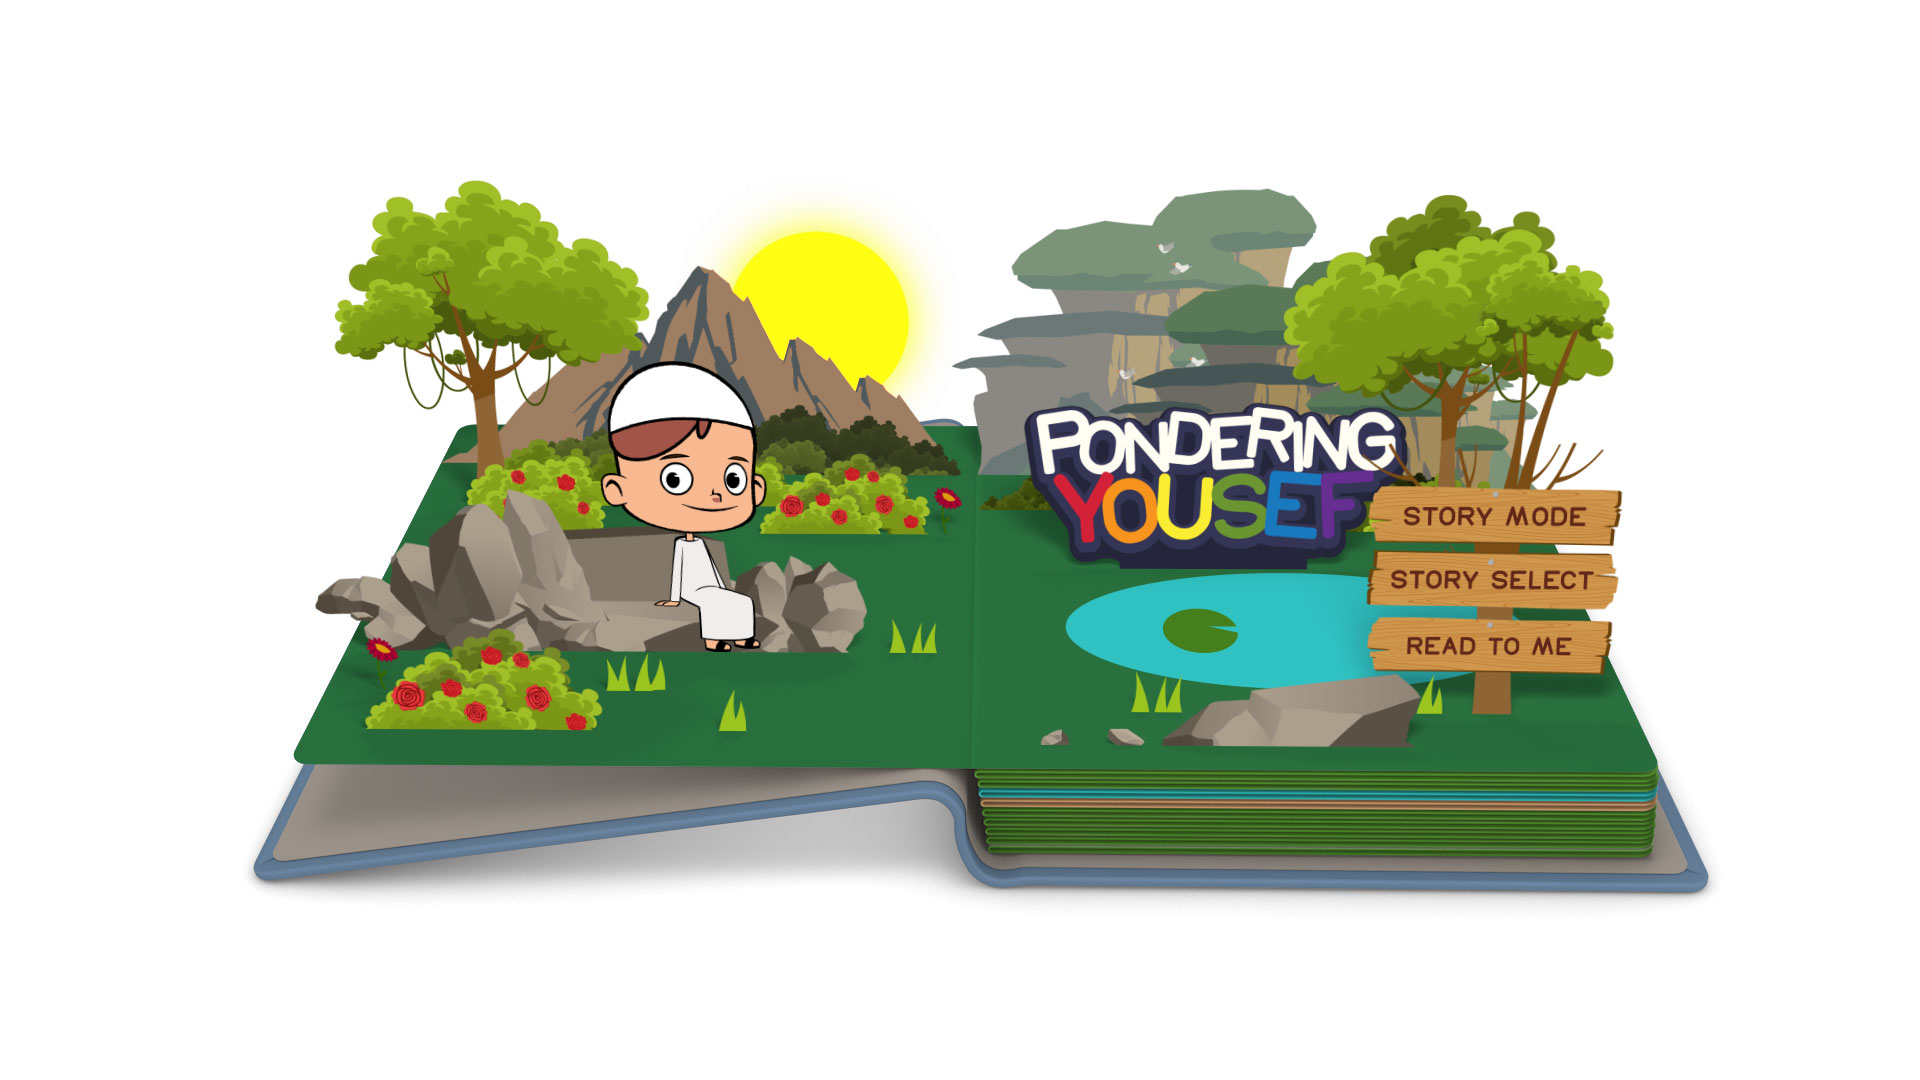 PONDERING
YOUSEF
STORY MODE
STORY SELECT
READ TO ME